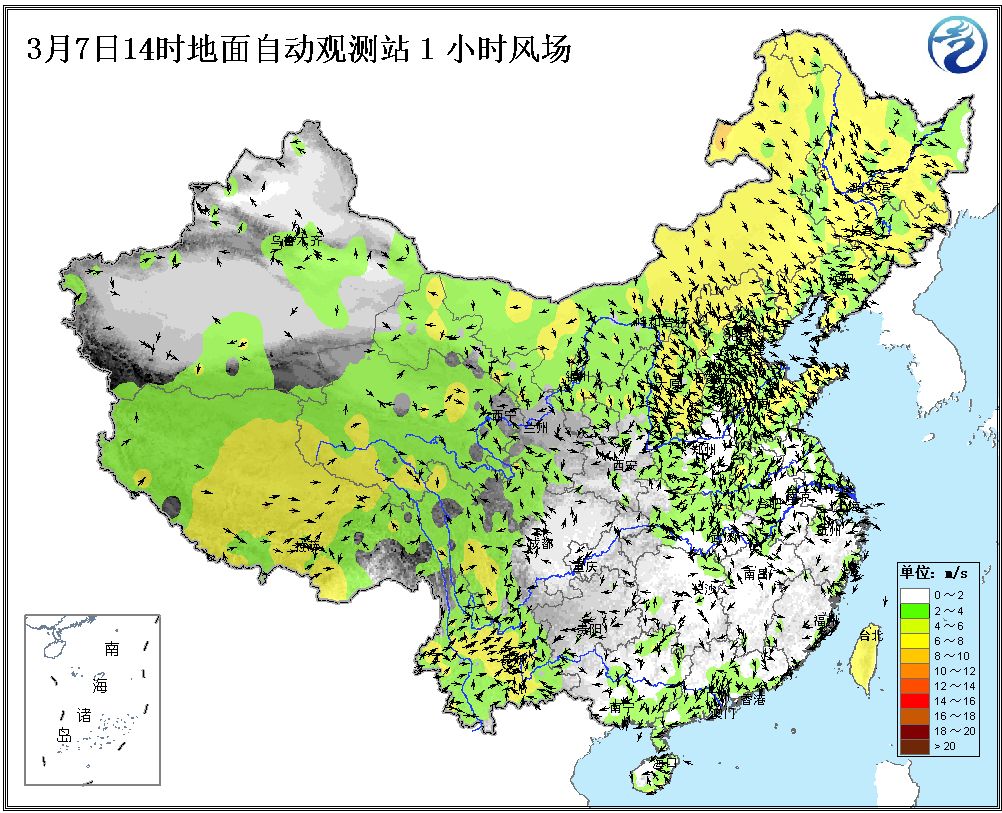 3月7日14时地面自动观测站 1 小时风场
哈尔滨
长春
乌鲁木齐
西宁
兰州
西安
郑州
南京
杭州
拉萨
成都
重庆
南昌
长沙
贵阳
福州
台北
香港
澳门
南宁
海口
南
海
诸
岛
单位: m/s
0～2
2～4
4～6
6～8
8～10
10～12
12～14
14～16
16～18
18～20
＞20